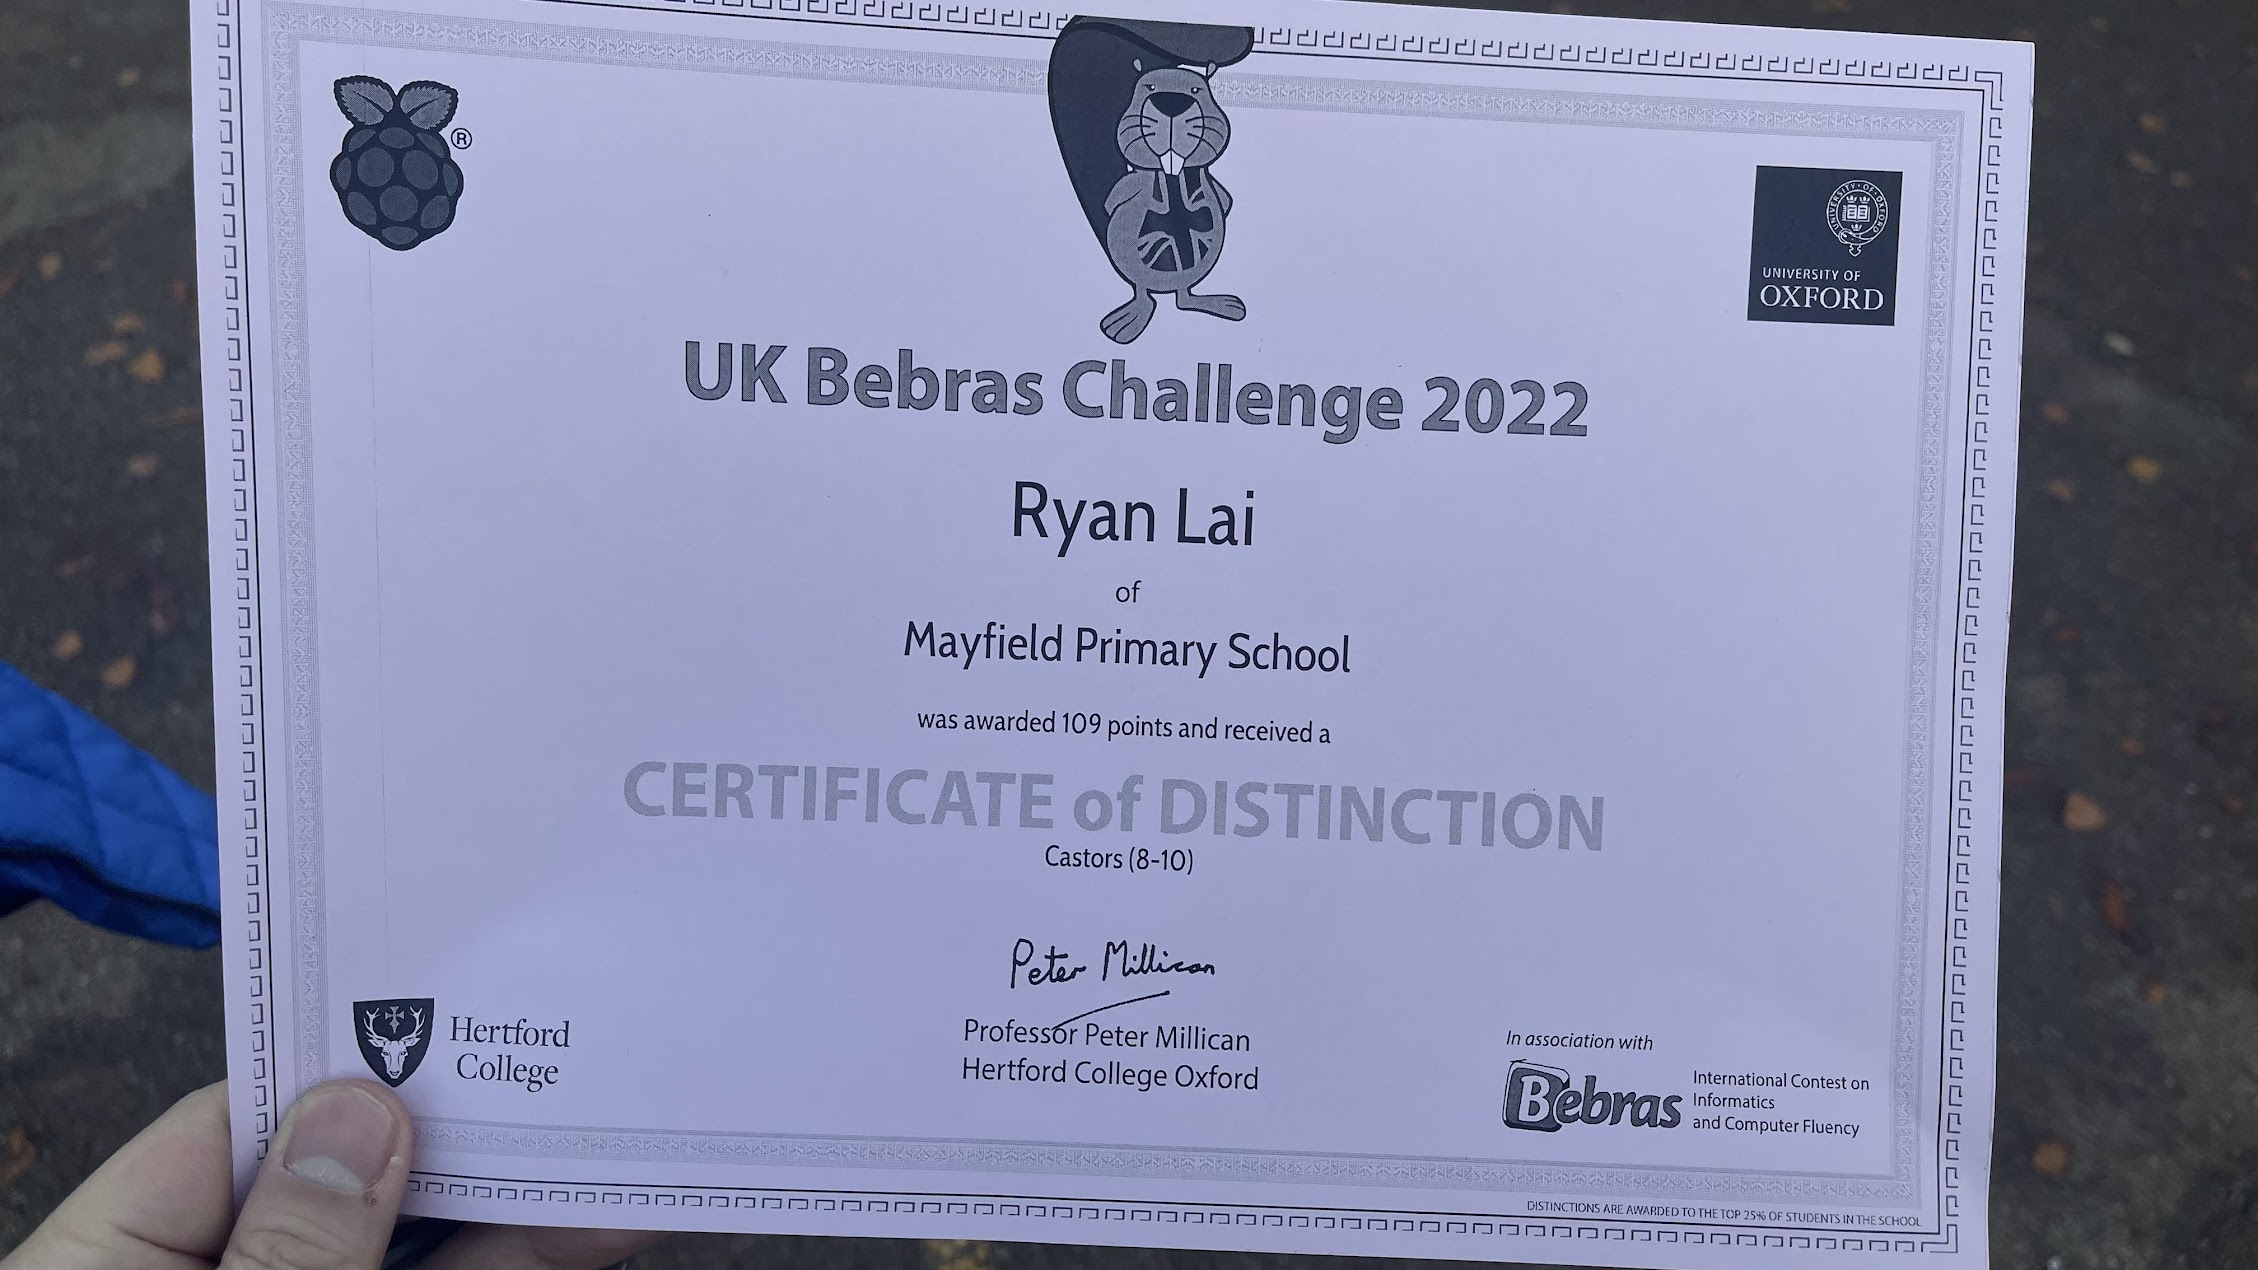 ®
UNIVERSITY OF OXFORD
UNIVERSITY OF
OXFORD
UK Bebras Challenge 2022
Ryan Lai
of
Mayfield Primary School
was awarded 109 points and received a
CERTIFICATE of DISTINCTION
Castors (8-10)
Peter Millican
Professor Peter Millican
Hertford College Oxford
Hertford
College
In association with
Bebras
International Contest on
Informatics
and Computer Fluency
DISTINCTIONS ARE AWARDED TO THE TOP 25% OF STUDENTS IN THE SCHOOL